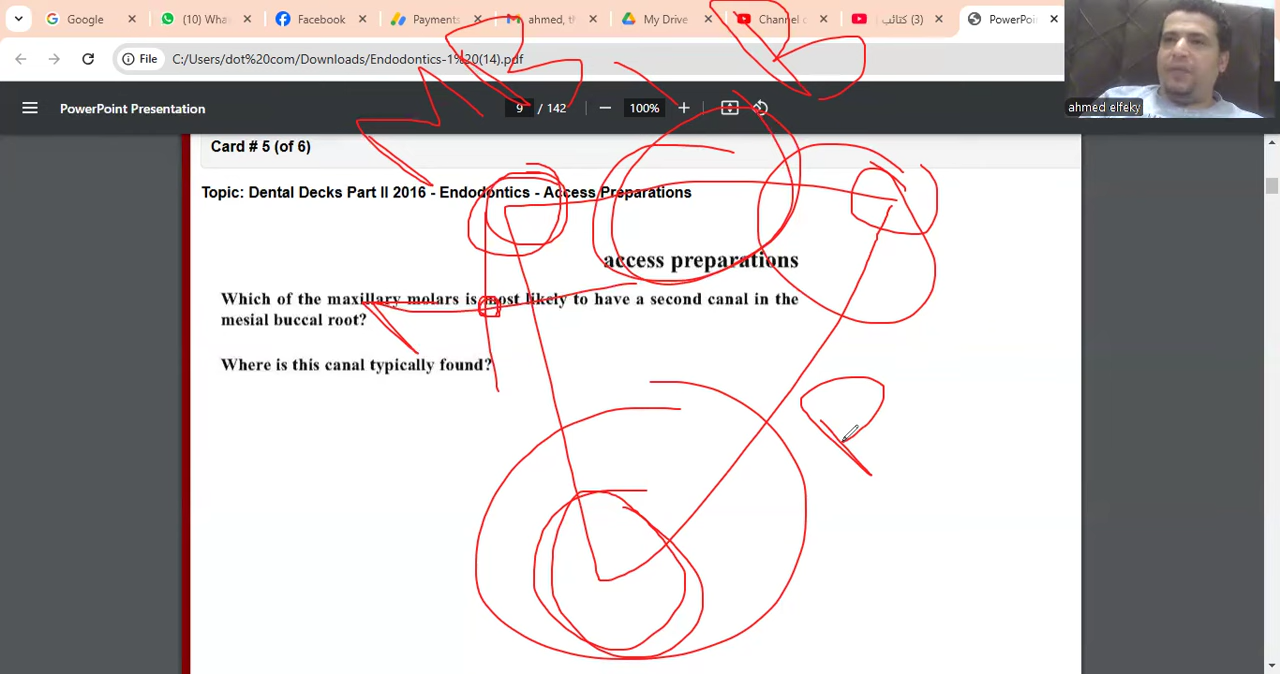 Google
(10) Wha
Facebook
Payments
ahmed, t
My Drive
Channel
(3) كتائب
PowerPoin
File
C:/Users/dot%20com/Downloads/Endodontics-1%20(14).pdf
ahmed elfeky
PowerPoint Presentation
9 / 142
100%
Card # 5 (of 6)
Topic: Dental Decks Part II 2016 - Endodontics - Access Preparations
access preparations
Which of the maxillary molars is most likely to have a second canal in the
mesial buccal root?
Where is this canal typically found?
MB
B
P